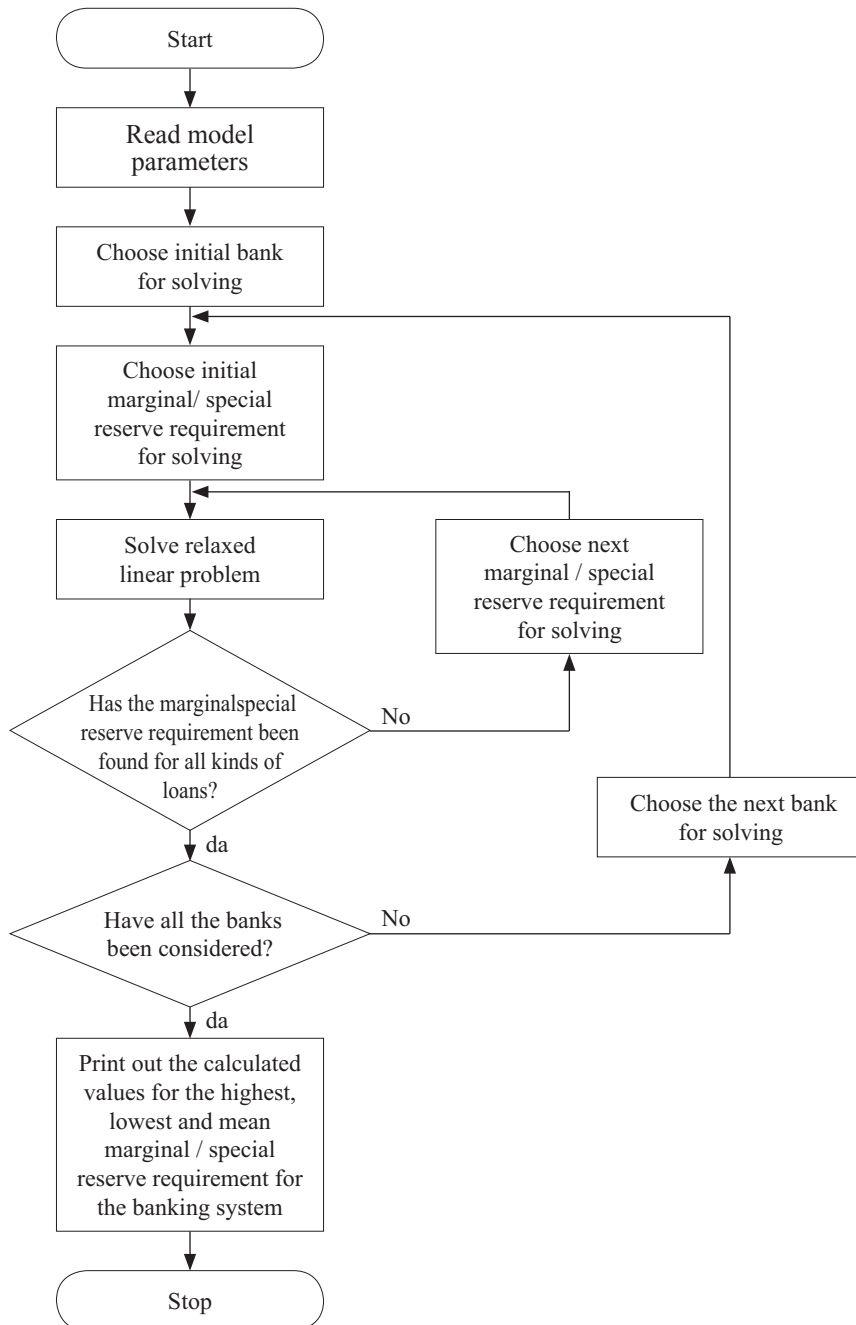 Start
Read model
parameters
Choose initial bank
for solving
Choose initial
marginal/ special
reserve requirement
for solving
Solve relaxed
linear problem
Choose next
marginal / special
reserve requirement
for solving
Has the marginalspecial
reserve requirement been
found for all kinds of
loans?
No
da
Choose the next bank
for solving
Have all the banks
been considered?
No
da
Print out the calculated
values for the highest,
lowest and mean
marginal / special
reserve requirement for
the banking system
Stop